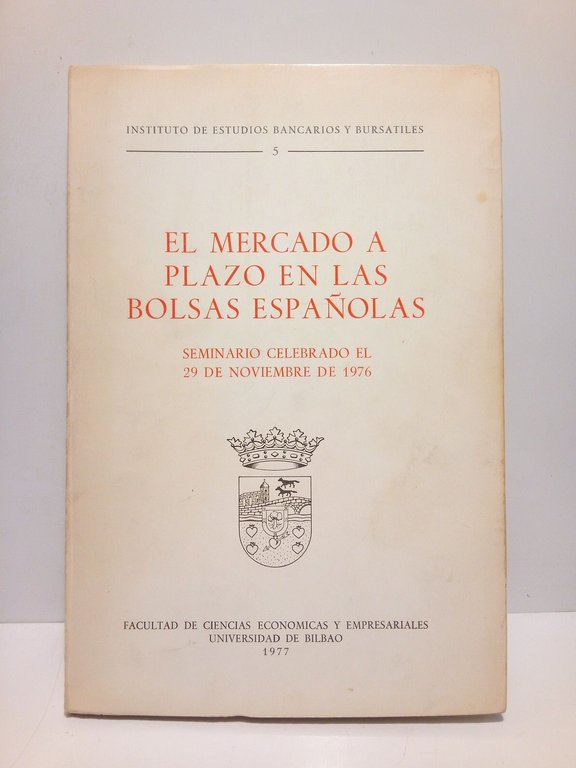 INSTITUTO DE ESTUDIOS BANCARIOS Y BURSATILES
5
EL MERCADO A
PLAZO EN LAS
BOLSAS ESPAÑOLAS
SEMINARIO CELEBRADO EL
29 DE NOVIEMBRE DE 1976
FACULTAD DE CIENCIAS ECONOMICAS Y EMPRESARIALES
UNIVERSIDAD DE BILBAO
1977